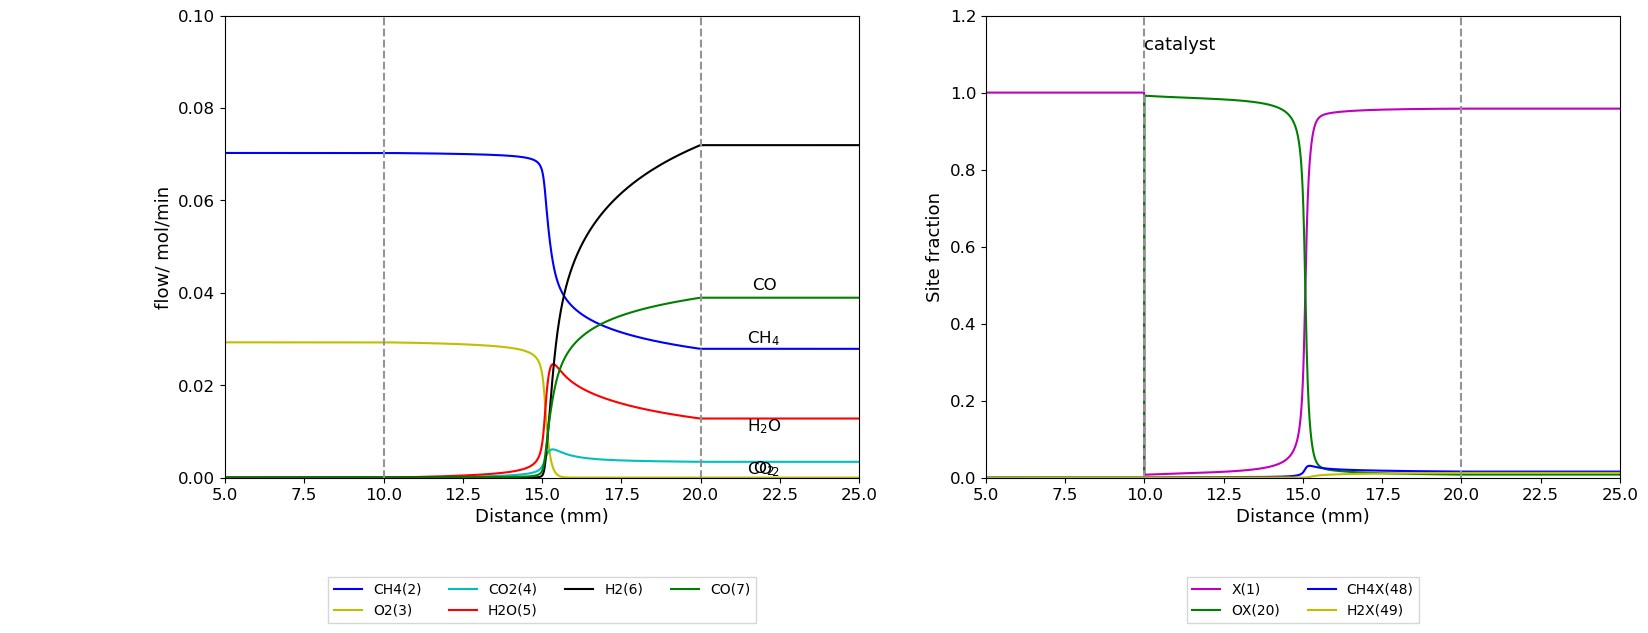 0.10
0.08
0.06
0.04
0.02
0.00
flow/ mol/min
CO
CH4
H2O
CO2
O2
5.0 7.5 10.0 12.5 15.0 17.5 20.0 22.5 25.0
Distance (mm)
CH4(2) CO2(4) H2(6) CO(7)
O2(3) H2O(5)
1.2
1.0
0.8
0.6
0.4
0.2
0.0
Site fraction
catalyst
5.0 7.5 10.0 12.5 15.0 17.5 20.0 22.5 25.0
Distance (mm)
X(1) CH4X(48)
OX(20) H2X(49)